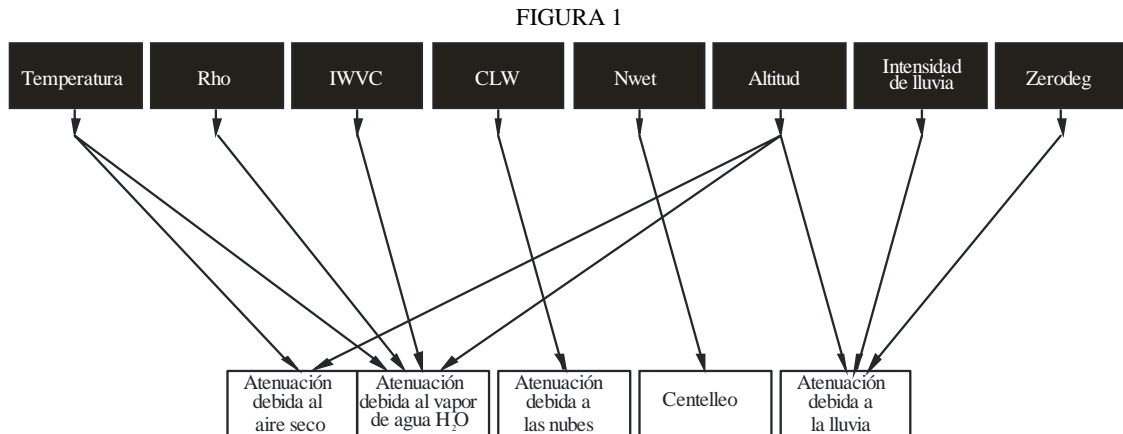 FIGURA 1
Temperatura
Rho
IWVC
CLW
Nwet
Altitud
Intensidad
de lluvia
Zerodeg
Atenuación
debida al
aire seco
Atenuación
debida al vapor
de agua H₂O
Atenuación
debida a
las nubes
Centelleo
Atenuación
debida a
la lluvia